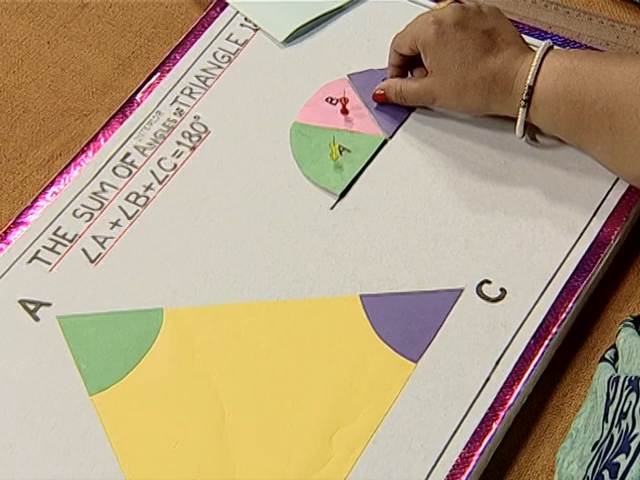 THE SUM OF INTERIOR ANGLES OF TRIANGLE
∠A+∠B+∠C=180°
B
A
A
C